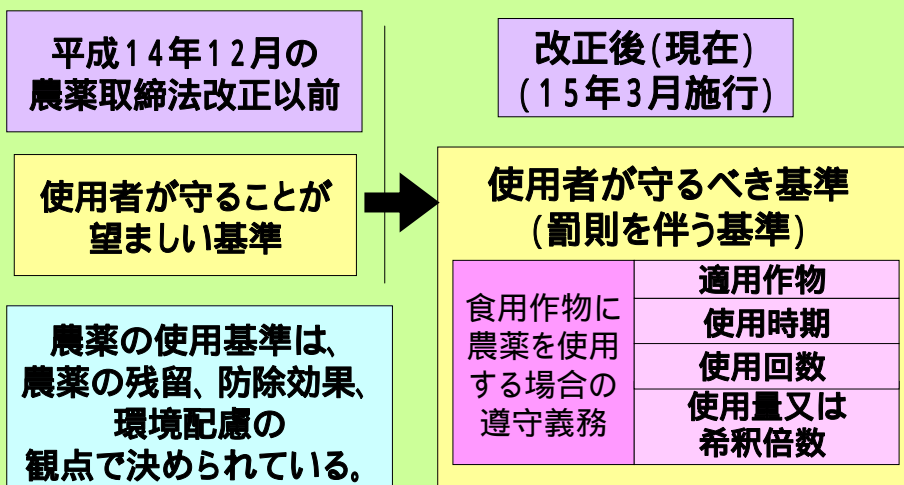 平成14年12月の
農薬取締法改正以前
改正後(現在)
(15年3月施行)
使用者が守ることが
望ましい基準
使用者が守るべき基準
(罰則を伴う基準)
食用作物に
農薬を使用
する場合の
遵守義務
適用作物
使用時期
使用回数
使用量又は
希釈倍数
農薬の使用基準は、
農薬の残留、防除効果、
環境配慮の
観点で決められている。